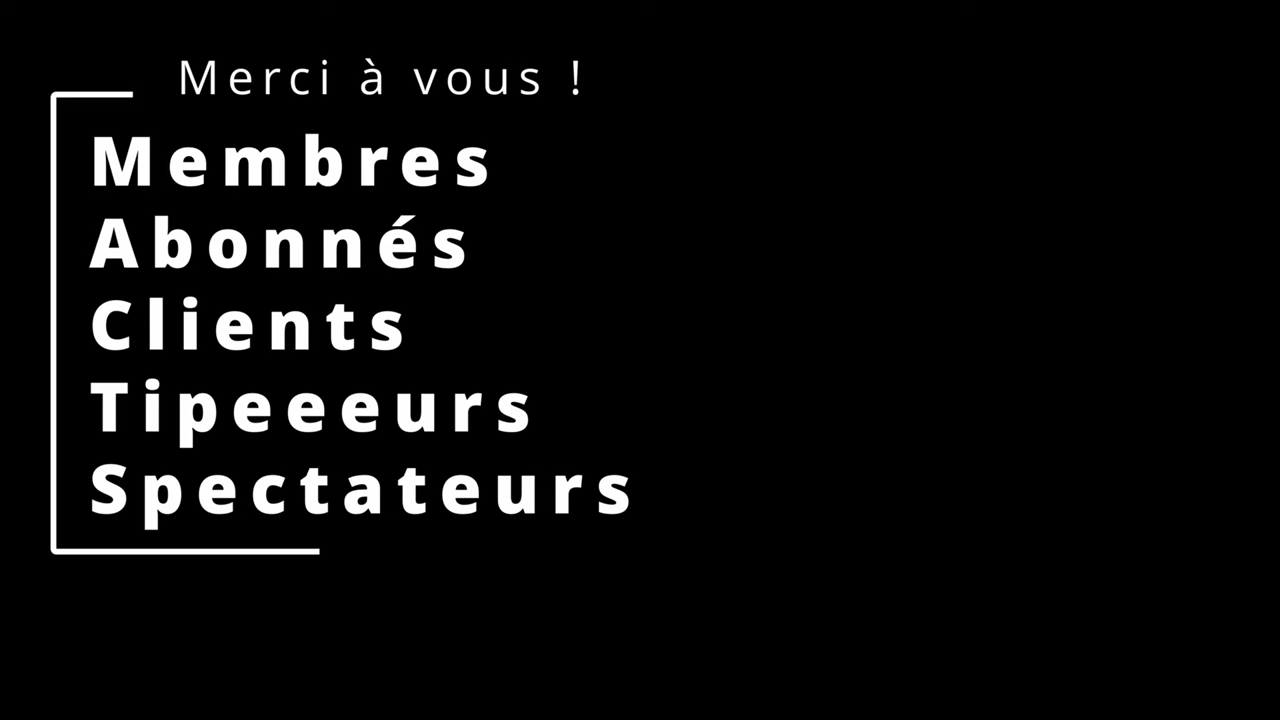 Merci à vous !
Membres
Abonnés
Clients
Tipeeeurs
Spectateurs